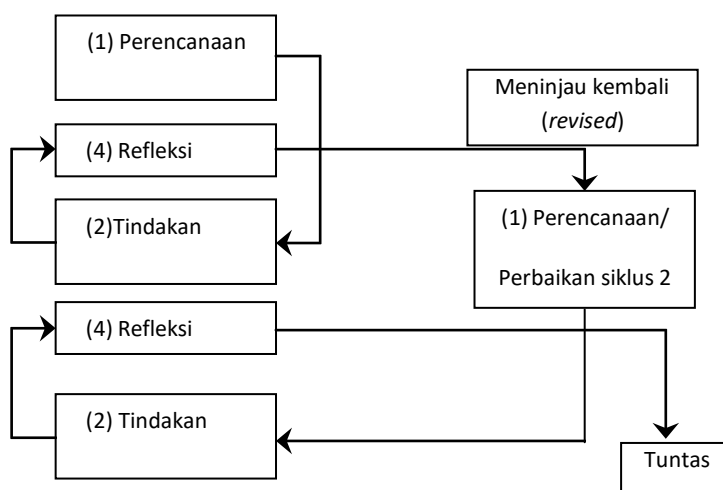 (1) Perencanaan
Meninjau kembali
(revised)
(4) Refleksi
(2)Tindakan
(1) Perencanaan/
Perbaikan siklus 2
(4) Refleksi
(2) Tindakan
Tuntas